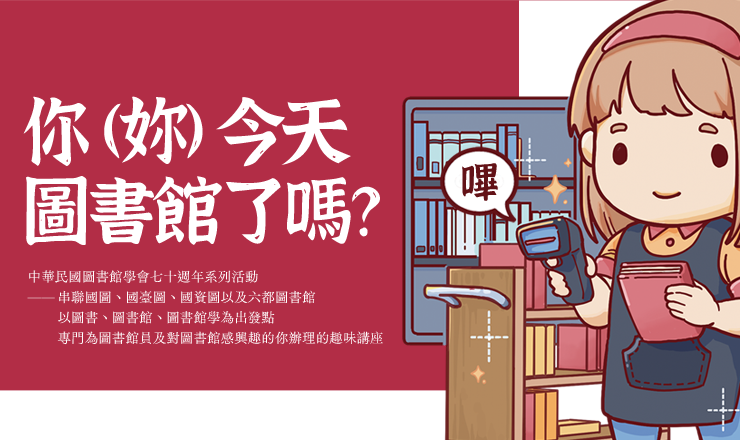 你(妳)今天
圖書館了嗎?
嗶
中華民國圖書館學會七十週年系列活動
——串聯國圖、國臺圖、國資圖以及六都圖書館
以圖書、圖書館、圖書館學為出發點
專門為圖書館員及對圖書館感興趣的你辦理的趣味講座